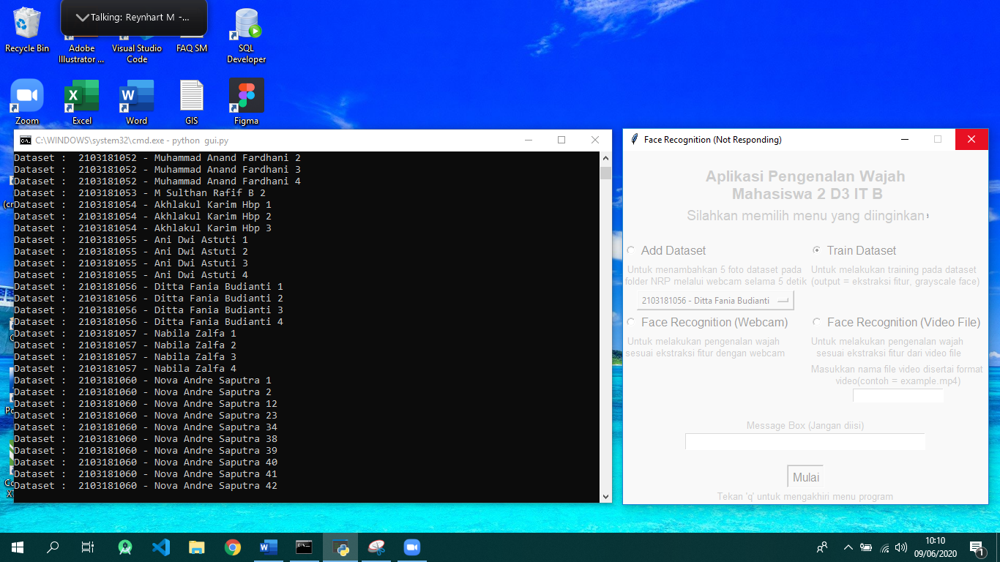 Talking: Reynhart M -...
Recycle Bin
Adobe
Illustrator ...
Visual Studio
Code
FAQ SM
SQL
Developer
Zoom
Excel
Word
GIS
Figma
C:\WINDOWS\system32\cmd.exe - python  gui.py
Dataset :  2103181052 - Muhammad Anand Fardhani 2
Dataset :  2103181052 - Muhammad Anand Fardhani 3
Dataset :  2103181052 - Muhammad Anand Fardhani 4
Dataset :  2103181053 - M Sulthan Rafif B 2
Dataset :  2103181054 - Akhlakul Karim Hbp 1
Dataset :  2103181054 - Akhlakul Karim Hbp 2
Dataset :  2103181054 - Akhlakul Karim Hbp 3
Dataset :  2103181055 - Ani Dwi Astuti 1
Dataset :  2103181055 - Ani Dwi Astuti 2
Dataset :  2103181055 - Ani Dwi Astuti 3
Dataset :  2103181055 - Ani Dwi Astuti 4
Dataset :  2103181056 - Ditta Fania Budianti 1
Dataset :  2103181056 - Ditta Fania Budianti 2
Dataset :  2103181056 - Ditta Fania Budianti 3
Dataset :  2103181056 - Ditta Fania Budianti 4
Dataset :  2103181057 - Nabila Zalfa 1
Dataset :  2103181057 - Nabila Zalfa 2
Dataset :  2103181057 - Nabila Zalfa 3
Dataset :  2103181057 - Nabila Zalfa 4
Dataset :  2103181060 - Nova Andre Saputra 1
Dataset :  2103181060 - Nova Andre Saputra 2
Dataset :  2103181060 - Nova Andre Saputra 12
Dataset :  2103181060 - Nova Andre Saputra 23
Dataset :  2103181060 - Nova Andre Saputra 34
Dataset :  2103181060 - Nova Andre Saputra 38
Dataset :  2103181060 - Nova Andre Saputra 39
Dataset :  2103181060 - Nova Andre Saputra 40
Dataset :  2103181060 - Nova Andre Saputra 41
Dataset :  2103181060 - Nova Andre Saputra 42
Face Recognition (Not Responding)
Aplikasi Pengenalan Wajah
Mahasiswa 2 D3 IT B
Silahkan memilih menu yang diinginkan
Add Dataset
Untuk menambahkan 5 foto dataset pada
folder NRP melalui webcam selama 5 detik
2103181056 - Ditta Fania Budianti
Train Dataset
Untuk melakukan training pada dataset
(output = ekstraksi fitur, grayscale face)
Face Recognition (Webcam)
Untuk melakukan pengenalan wajah
sesuai ekstraksi fitur dengan webcam
Face Recognition (Video File)
Untuk melakukan pengenalan wajah
sesuai ekstraksi fitur dari video file
Masukkan nama file video disertai format
video(contoh = example.mp4)
Message Box (Jangan diisi)
Mulai
Tekan 'q' untuk mengakhiri menu program
10:10
09/06/2020
1